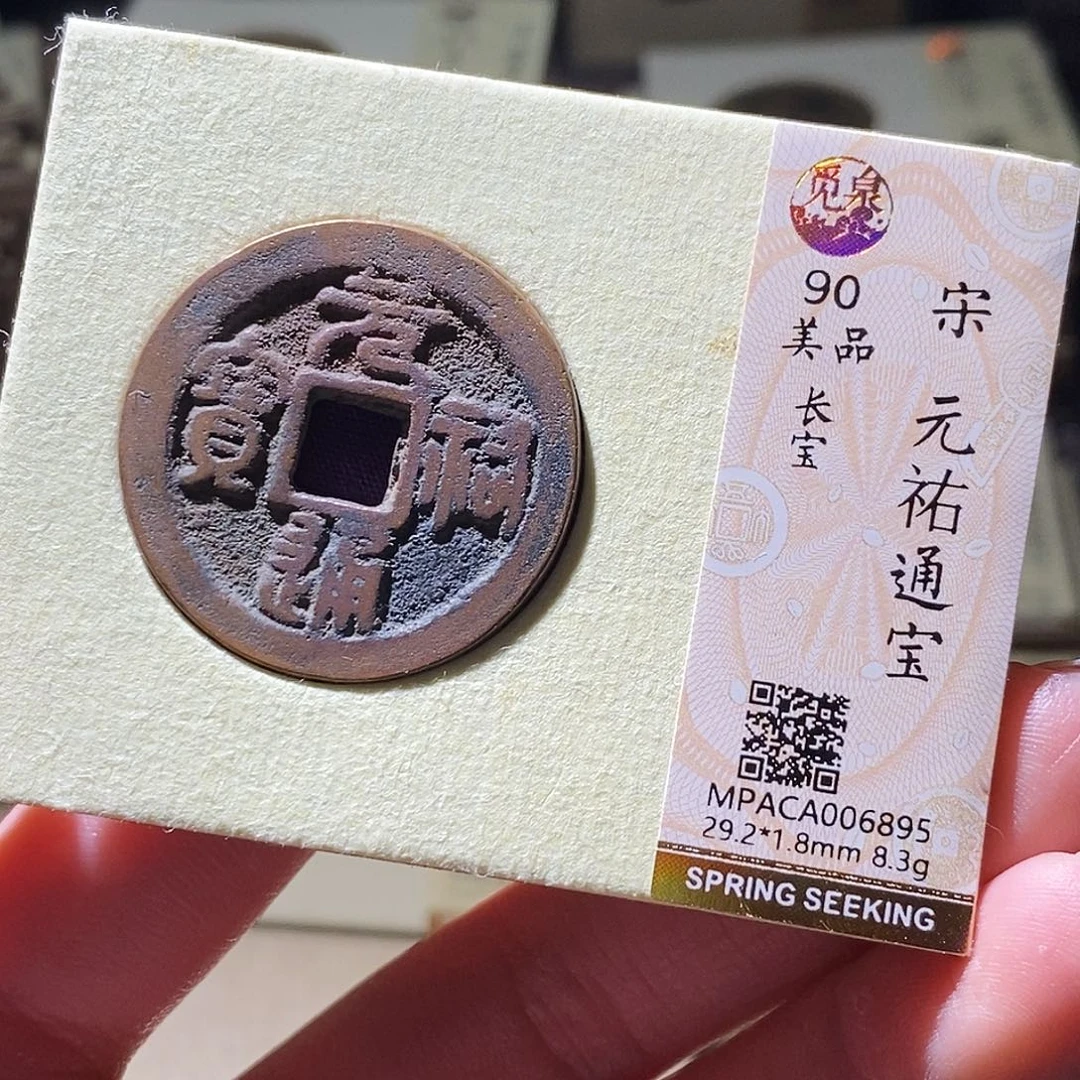 元祐通寳
觅泉
90
美品
长宝
宋 元祐通宝
MPACA006895
29.2*1.8mm 8.3g
SPRING SEEKING